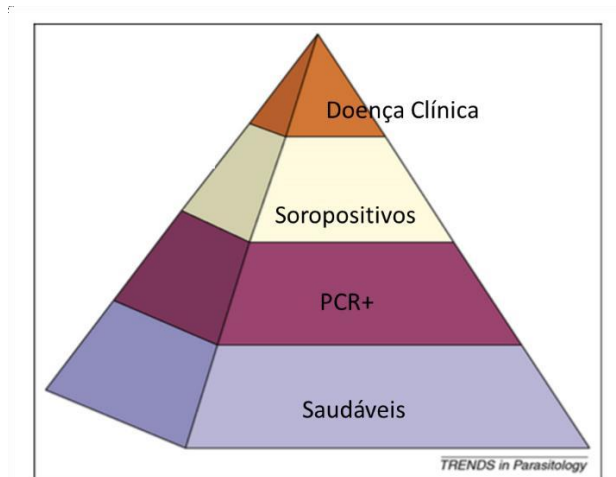 Doença Clínica
Soropositivos
PCR+
Saudáveis
TRENDS in Parasitology